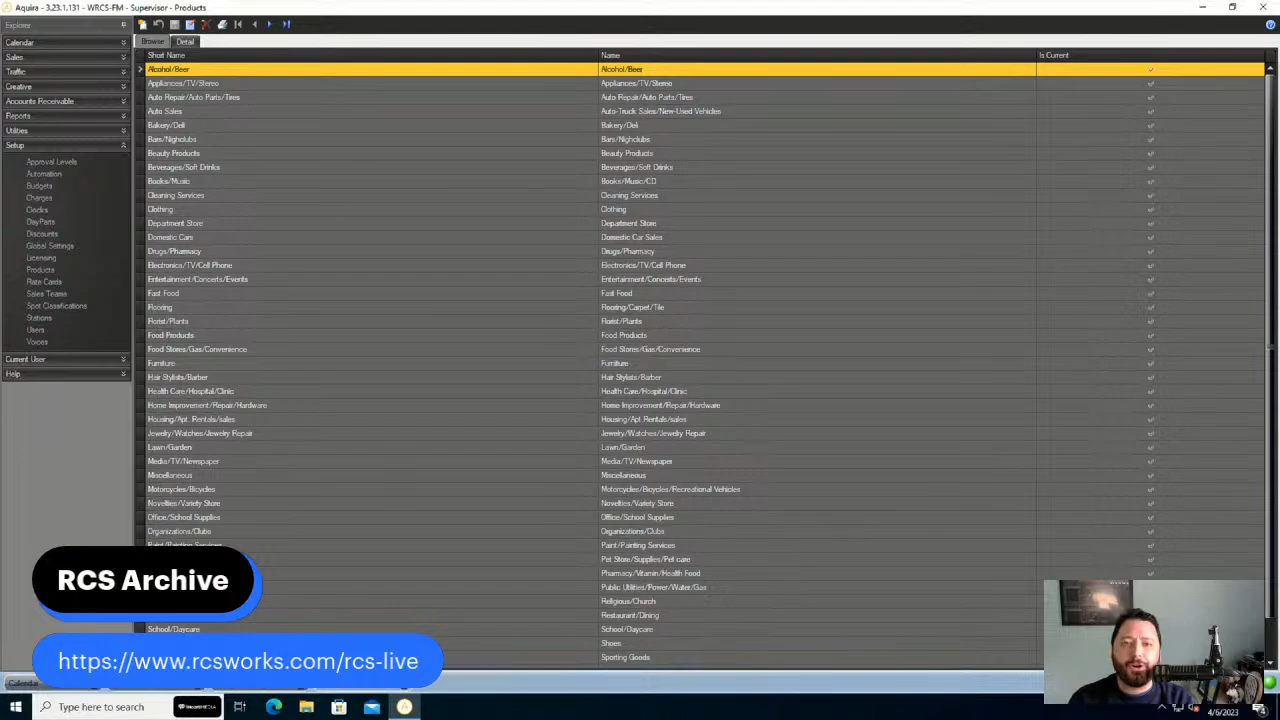 Aquira - 3.23.1.131 - WRCS-FM - Supervisor - Products
Explorer
Calendar
Sales
Traffic
Creative
Accounts Receivable
Reports
Utilities
Setup
Approval Levels
Automation
Budgets
Charges
Clocks
DayParts
Discounts
Global Settings
Licensing
Products
Rate Cards
Sales Teams
Spot Classifications
Stations
Users
Voices
Current User
Help
Browse Detail
Short Name Name Is Current
Alcohol/Beer Alcohol/Beer
Appliances/TV/Stereo Appliances/TV/Stereo
Auto Repair/Auto Parts/Tires Auto Repair/Auto Parts/Tires
Auto Sales Auto-Truck Sales/New-Used Vehicles
Bakery/Deli Bakery/Deli
Bars/Nighclubs Bars/Nighclubs
Beauty Products Beauty Products
Beverages/Soft Drinks Beverages/Soft Drinks
Books/Music Books/Music/CD
Cleaning Services Cleaning Services
Clothing Clothing
Department Store Department Store
Domestic Cars Domestic Car Sales
Drugs/Pharmacy Drugs/Pharmacy
Electronics/TV/Cell Phone Electronics/TV/Cell Phone
Entertainment/Concerts/Events Entertainment/Concerts/Events
Fast Food Fast Food
Flooring Flooring/Carpet/Tile
Florist/Plants Florist/Plants
Food Products Food Products
Food Stores/Gas/Convenience Food Stores/Gas/Convenience
Furniture Furniture
Hair Stylists/Barber Hair Stylists/Barber
Health Care/Hospital/Clinic Health Care/Hospital/Clinic
Home Improvement/Repair/Hardware Home Improvement/Repair/Hardware
Housing/Apt. Rentals/sales Housing/Apt Rentals/sales
Jewelry/Watches/Jewelry Repair Jewelry/Watches/Jewelry Repair
Lawn/Garden Lawn/Garden
Media/TV/Newspaper Media/TV/Newspaper
Miscellaneous Miscellaneous
Motorcycles/Bicycles Motorcycles/Bicycles/Recreational Vehicles
Novelties/Variety Store Novelties/Variety Store
Office/School Supplies Office/School Supplies
Organizations/Clubs Organizations/Clubs
Paint/Painting Services Paint/Painting Services
Pet Store/Supplies/Pet care
Pharmacy/Vitamin/Health Food
Public Utilities/Power/Water/Gas
Religious/Church
Restaurant/Dining
School/Daycare School/Daycare
Shoes
Sporting Goods
RCS Archive
https://www.rcsworks.com/rcs-live
Calendar
Type here to search
4/6/2023